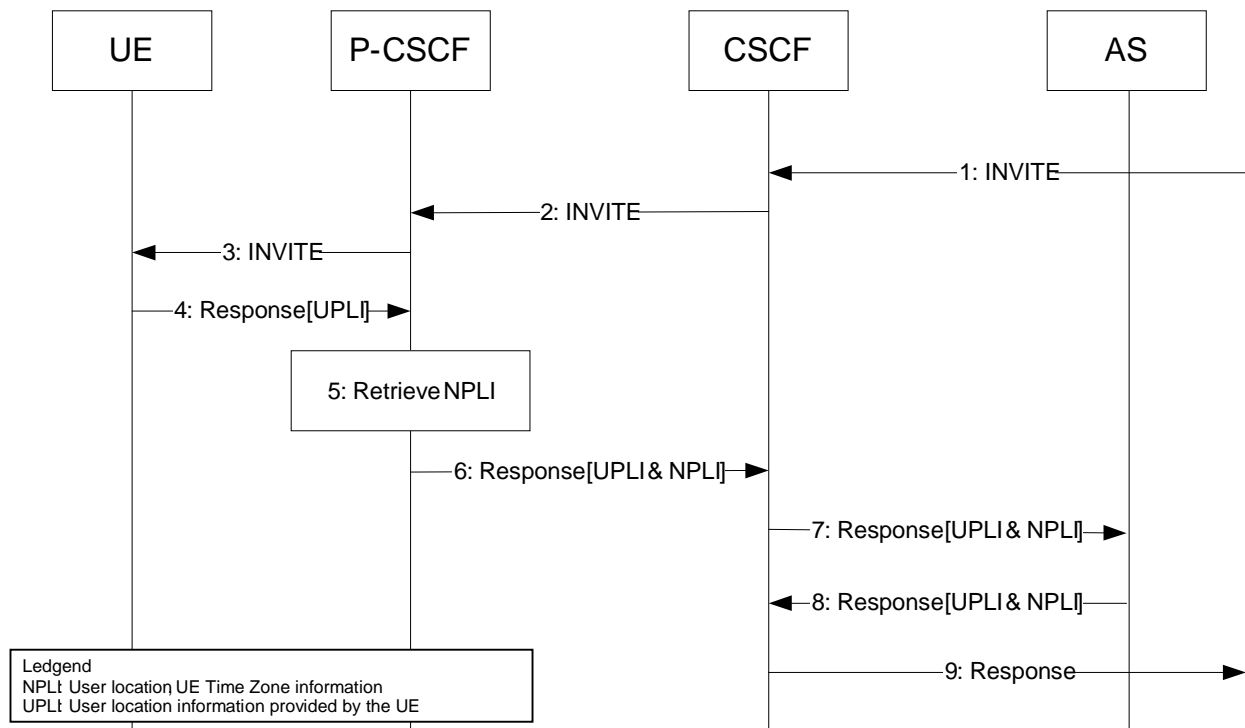 UE
P-CSCF
CSCF
AS
1: INVITE
2: INVITE
3: INVITE
4: Response[UPLI]
5: Retrieve NPLI
6: Response[UPLI & NPLI]
7: Response[UPLI & NPLI]
8: Response[UPLI & NPLI]
9: Response
Ledgend
NPLI: User location, UE Time Zone information
UPLI: User location information provided by the UE